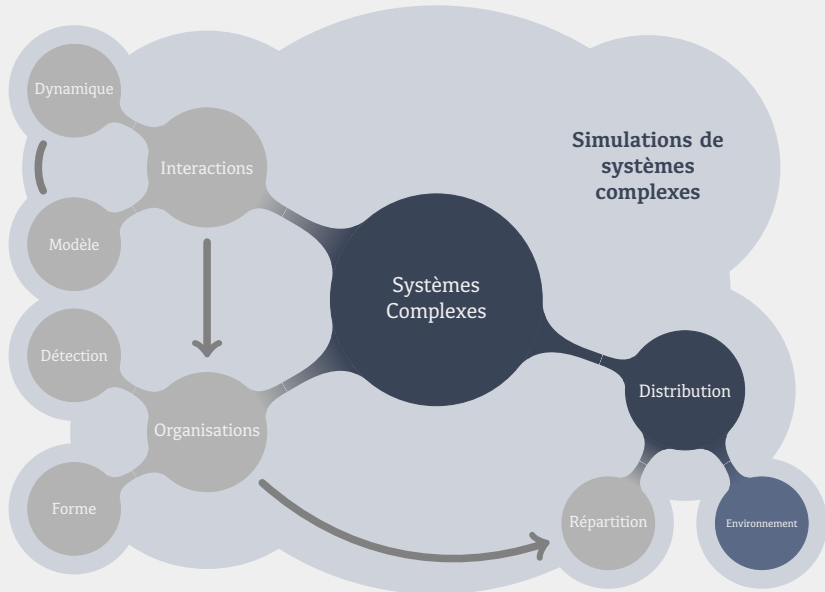 Dynamique
Interactions
Modèle
Simulations de
systèmes
complexes
Systèmes
Complexes
Détection
Organisations
Forme
Distribution
Répartition
Environnement